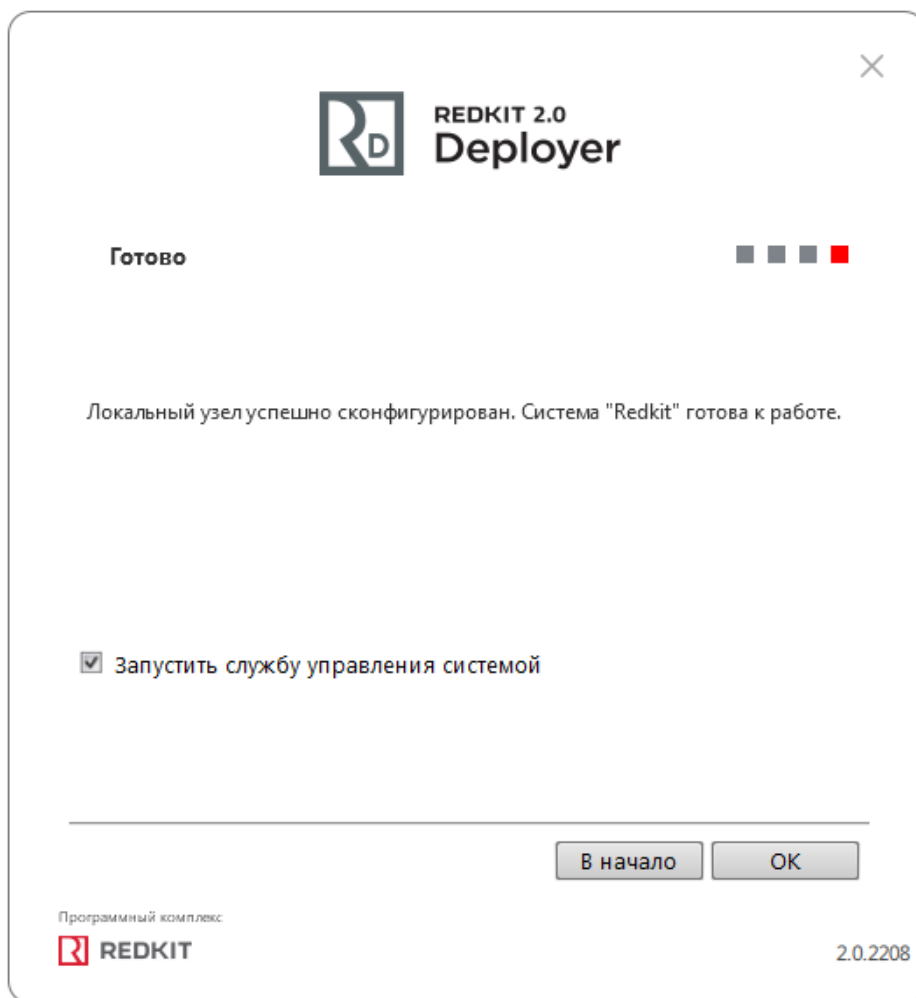 REDKIT 2.0
Deployer
Готово
Локальный узел успешно сконфигурирован. Система "Redkit" готова к работе.
Запустить службу управления системой
В начало
OK
Программный комплекс
REDKIT
2.0.2208